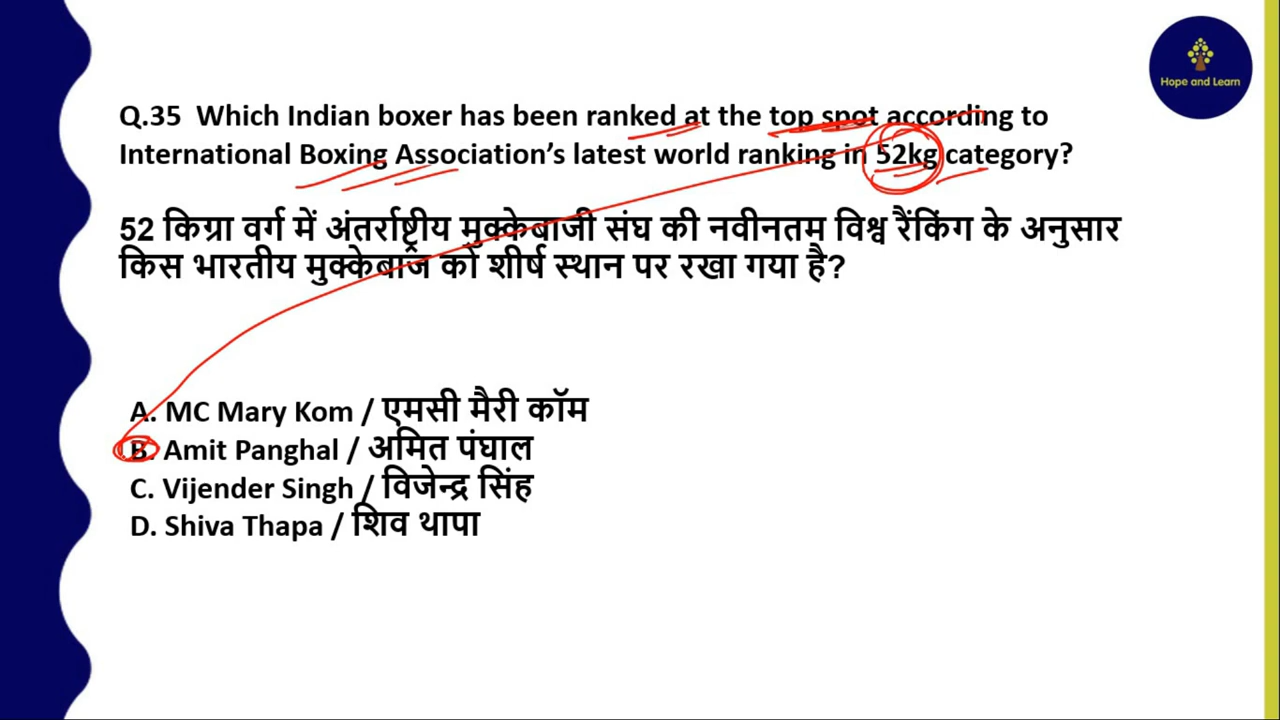 Hope and Learn
Q.35 Which Indian boxer has been ranked at the top spot according to
International Boxing Association's latest world ranking in 52kg category?
52 किग्रा वर्ग में अंतर्राष्ट्रीय मुक्केबाजी संघ की नवीनतम विश्व रैंकिंग के अनुसार
किस भारतीय मुक्केबाज को शीर्ष स्थान पर रखा गया है?
A. MC Mary Kom / एमसी मैरी कॉम
B. Amit Panghal / अमित पंघाल
C. Vijender Singh / विजेन्द्र सिंह
D. Shiva Thapa / शिव थापा